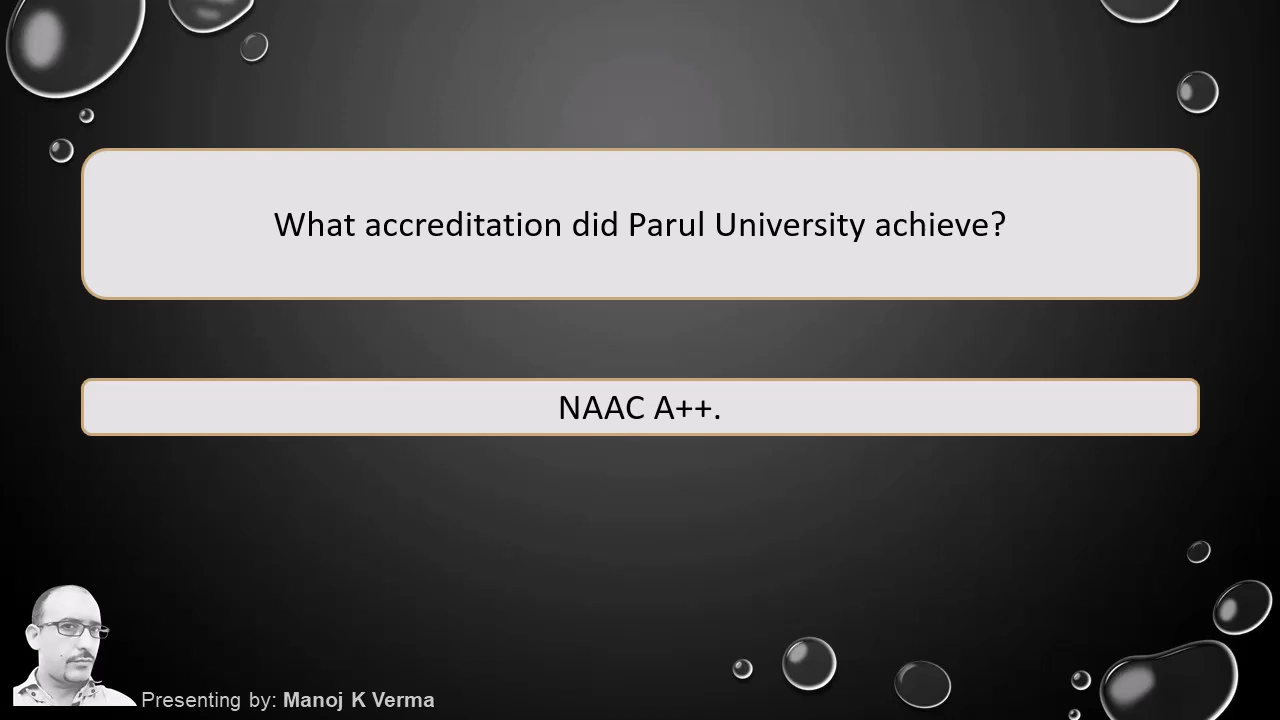 What accreditation did Parul University achieve?
NAAC A++.
Presenting by: Manoj K Verma